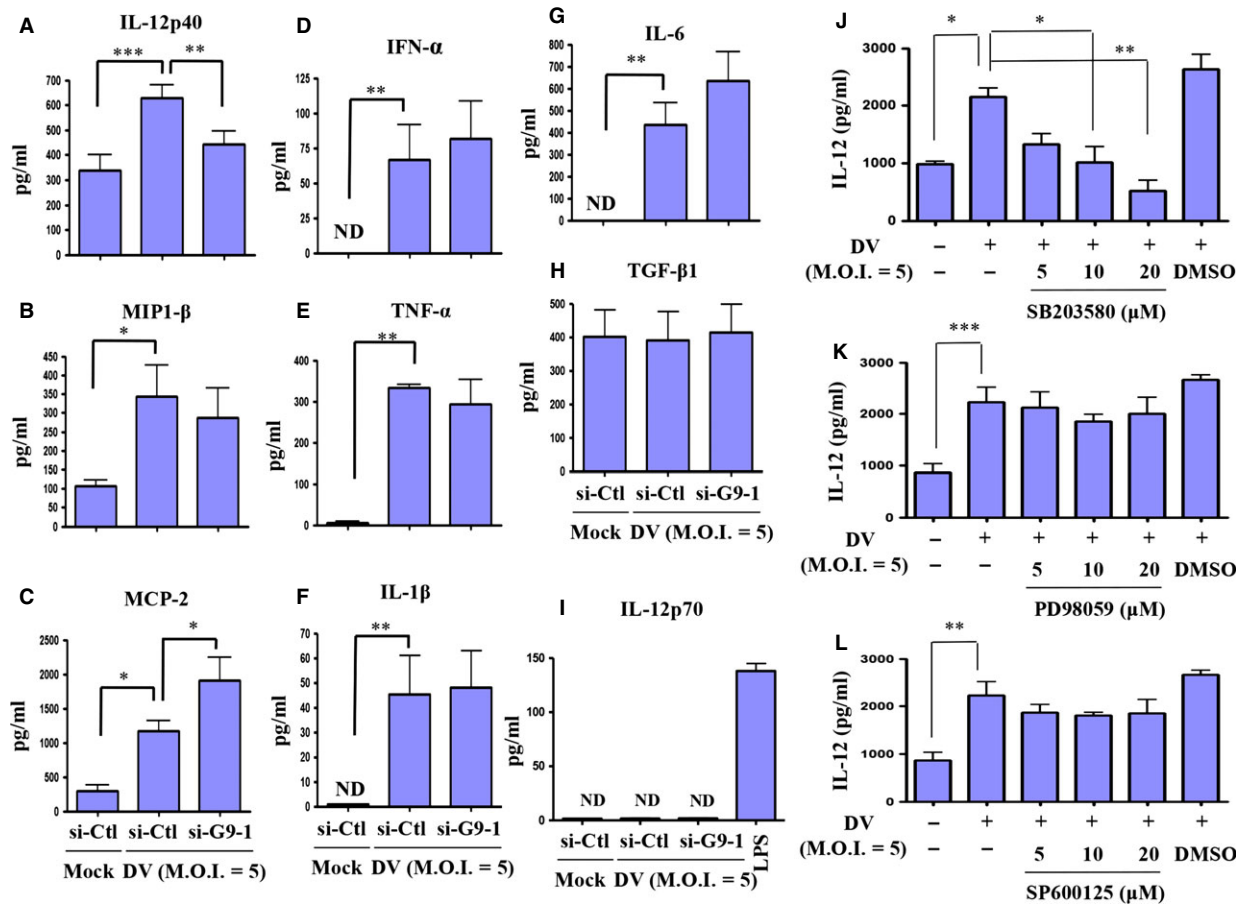 A
IL-12p40
*** **
700
600
500
400
300
200
100
0
pg/ml
B
MIP1-β
*
450
400
350
300
250
200
150
100
50
0
pg/ml
C
MCP-2
*
*
2500
2000
1500
1000
500
0
pg/ml
si-Ctl si-Ctl si-G9-1
Mock DV (M.O.I. = 5)
D
IFN-α
**
125
100
75
50
25
0
pg/ml
ND
E
TNF-α
**
400
300
200
100
0
pg/ml
F
IL-1β
**
70
60
50
40
30
20
10
0
pg/ml
ND
si-Ctl si-Ctl si-G9-1
Mock DV (M.O.I. = 5)
G
IL-6
**
800
700
600
500
400
300
200
100
0
pg/ml
ND
H
TGF-β1
500
400
300
200
100
0
pg/ml
si-Ctl si-Ctl si-G9-1
Mock DV (M.O.I. = 5)
I
IL-12p70
150
100
50
0
pg/ml
ND ND ND
si-Ctl si-Ctl si-G9-1 LPS
Mock DV (M.O.I. = 5)
J
* *
**
3000
2000
1000
0
IL-12 (pg/ml)
DV − + + + + +
(M.O.I. = 5) − − 5 10 20 DMSO
SB203580 (µM)
K
***
3000
2000
1000
0
IL-12 (pg/ml)
DV − + + + + +
(M.O.I. = 5) − − 5 10 20 DMSO
PD98059 (µM)
L
**
3000
2000
1000
0
IL-12 (pg/ml)
DV − + + + + +
(M.O.I. = 5) − − 5 10 20 DMSO
SP600125 (µM)